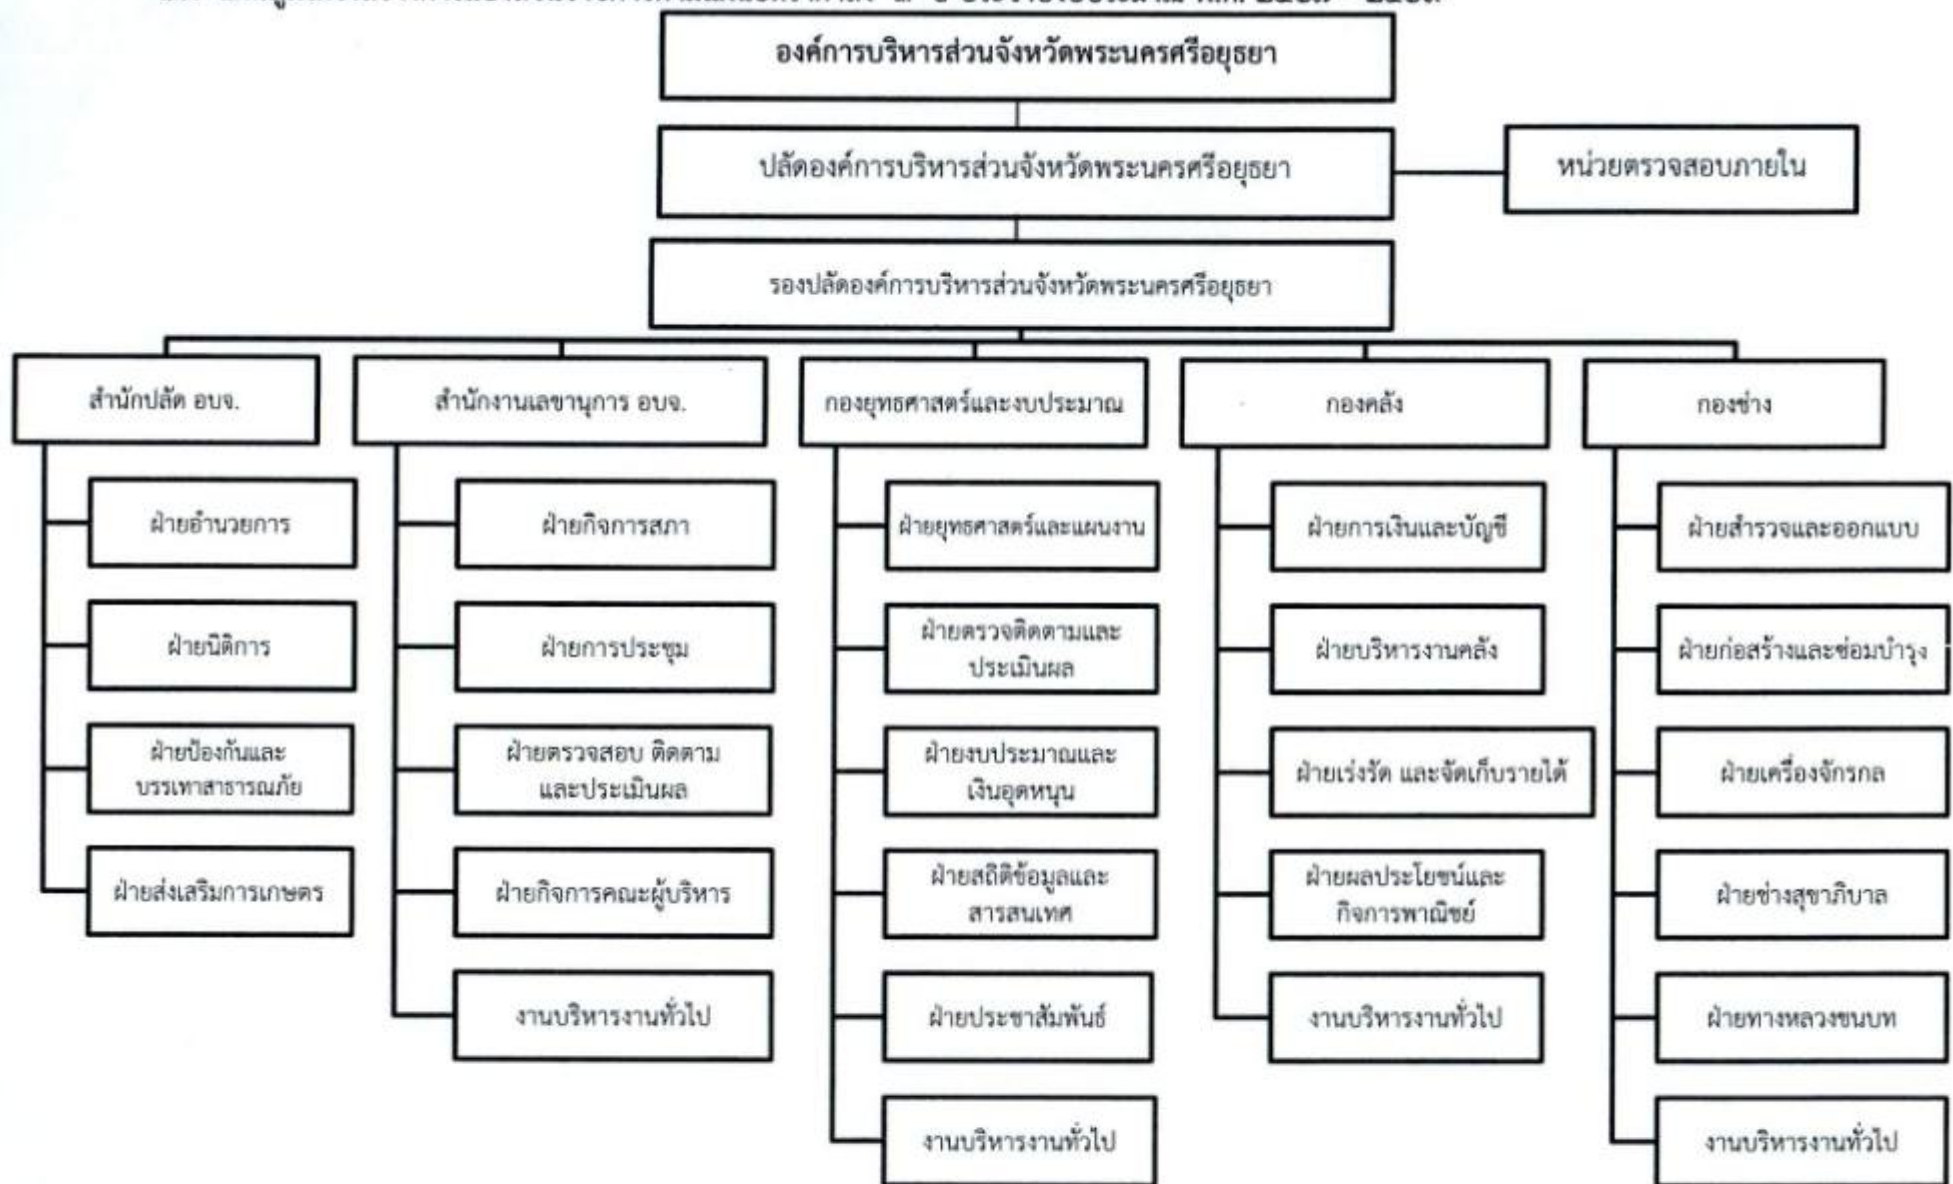 องค์การบริหารส่วนจังหวัดพระนครศรีอยุธยา
ปลัดองค์การบริหารส่วนจังหวัดพระนครศรีอยุธยา
หน่วยตรวจสอบภายใน
รองปลัดองค์การบริหารส่วนจังหวัดพระนครศรีอยุธยา
สำนักปลัด อบจ.
ฝ่ายอำนวยการ
ฝ่ายนิติการ
ฝ่ายป้องกันและ
บรรเทาสาธารณภัย
ฝ่ายส่งเสริมการเกษตร
สำนักงานเลขานุการ อบจ.
ฝ่ายกิจการสภา
ฝ่ายการประชุม
ฝ่ายตรวจสอบ ติดตาม
และประเมินผล
ฝ่ายกิจการคณะผู้บริหาร
งานบริหารงานทั่วไป
กองยุทธศาสตร์และงบประมาณ
ฝ่ายยุทธศาสตร์และแผนงาน
ฝ่ายตรวจติดตามและ
ประเมินผล
ฝ่ายงบประมาณและ
เงินอุดหนุน
ฝ่ายสถิติข้อมูลและ
สารสนเทศ
ฝ่ายประชาสัมพันธ์
งานบริหารงานทั่วไป
กองคลัง
ฝ่ายการเงินและบัญชี
ฝ่ายบริหารงานคลัง
ฝ่ายเร่งรัด และจัดเก็บรายได้
ฝ่ายผลประโยชน์และ
กิจการพาณิชย์
งานบริหารงานทั่วไป
กองช่าง
ฝ่ายสำรวจและออกแบบ
ฝ่ายก่อสร้างและซ่อมบำรุง
ฝ่ายเครื่องจักรกล
ฝ่ายช่างสุขาภิบาล
ฝ่ายทางหลวงชนบท
งานบริหารงานทั่วไป